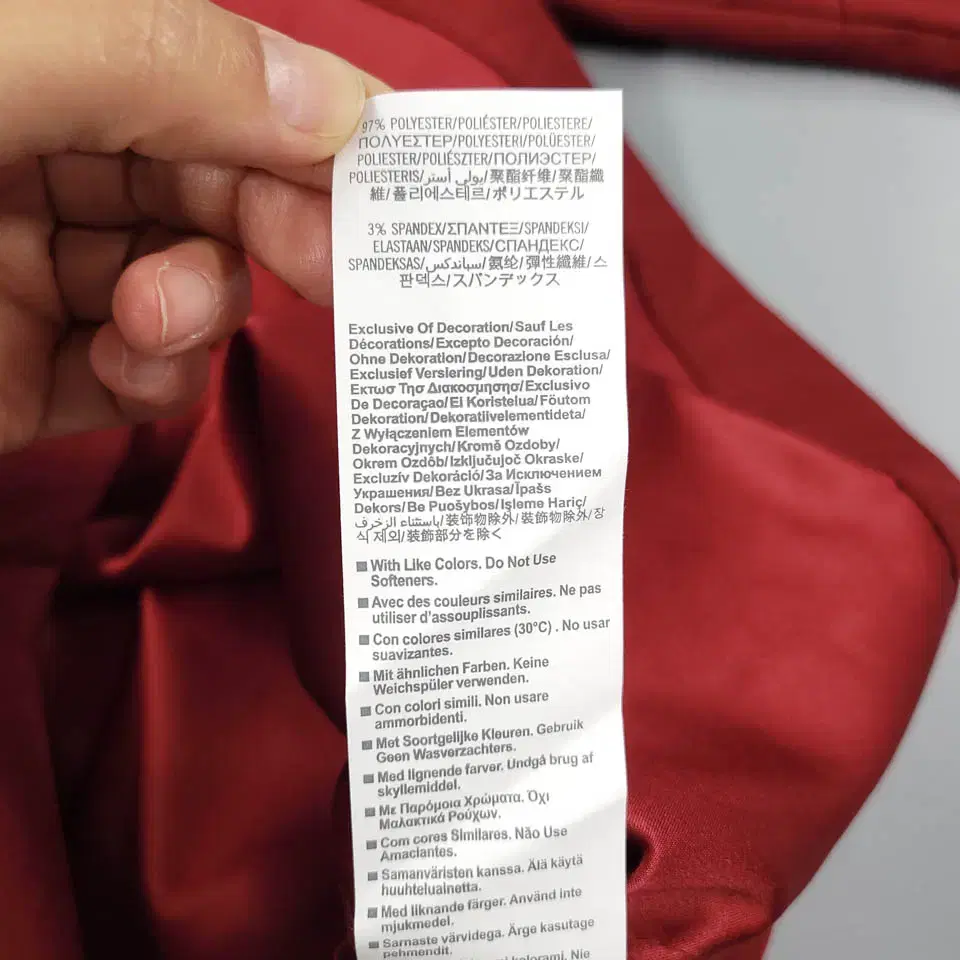 97% POLYESTER/POLIÉSTER/POLIESTERE/
ΠΟΛΥΕΣΤΕΡ/POLYESTERI/POLÜESTER/
POLIESTER/POLIÉSZTER/ПОЛИЭСТЕР/
POLIESTERIS/بولي أستر/聚酯纤维/聚酯纖
維/폴리에스테르/ポリエステル
3% SPANDEX/ΣΠΑΝΤΕΞ/SPANDEKSI/
ELASTAAN/SPANDEKS/СПАНДЕКС/
SPANDEKSAS/سباندكس/氨纶/彈性纖維/스
판덱스/スパンデックス
Exclusive Of Decoration/Sauf Les
Décorations/Excepto Decoración/
Ohne Dekoration/Decorazione Esclusa/
Exclusief Versiering/Uden Dekoration/
Εκτωσ Τησ Διακοσμησησ/Exclusivo
De Decoraçao/El Koristelua/Föutom
Dekoration/Dekoratiivelementideta/
Z Wyłączeniem Elementów
Dekoracyjnych/Kromě Ozdoby/
Okrem Ozdôb/Izključujoč Okraske/
Excluzív Dekoráció/За Исключением
Украшения/Bez Ukrasa/Īpašs
Dekors/Be Puošybos/Işleme Hariç/
باستثناء الزخرف/装饰物除外/裝飾物除外/장
식 제외/装飾部分を除く
With Like Colors. Do Not Use
Softeners.
Avec des couleurs similaires. Ne pas
utiliser d'assouplissants.
Con colores similares (30°C) . No usar
suavizantes.
Mit ähnlichen Farben. Keine
Weichspüler verwenden.
Con colori simili. Non usare
ammorbidenti.
Met Soortgelijke Kleuren. Gebruik
Geen Wasverzachters.
Med lignende farver. Undgå brug af
skyllemiddel.
Με Παρόμοια Χρώματα. Όχι
Μαλακτικά Ρούχων.
Com cores Similares. Não Use
Amaciantes.
Samanväristen kanssa. Älä käytä
huuhteluainetta.
Med liknande färger. Använd inte
mjukmedel.
Sarnaste värvidega. Ärge kasutage
pehmendit.
kolorami. Nie